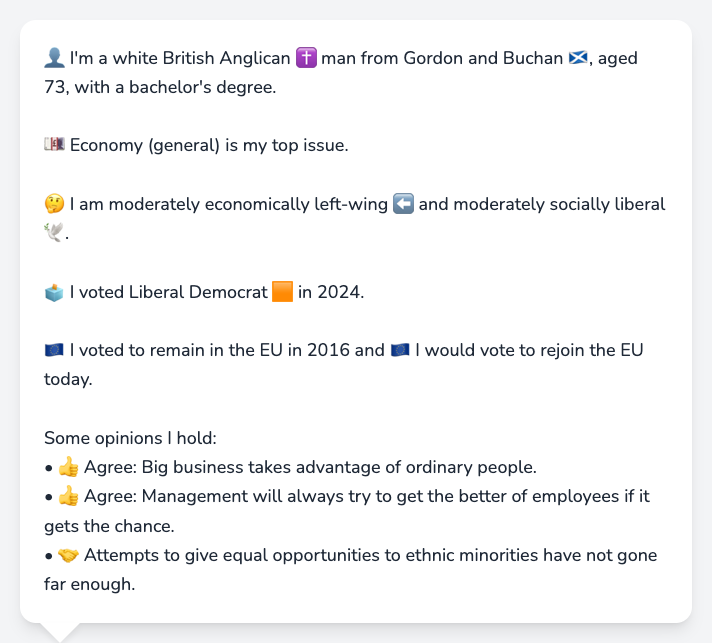 👤 I'm a white British Anglican ✝️ man from Gordon and Buchan 🏴󠁧󠁢󠁳󠁣󠁴󠁿, aged
73, with a bachelor's degree.
💷 Economy (general) is my top issue.
🤔 I am moderately economically left-wing ⬅️ and moderately socially liberal
🕊️.
🗳️ I voted Liberal Democrat 🟧 in 2024.
🇪🇺 I voted to remain in the EU in 2016 and 🇪🇺 I would vote to rejoin the EU
today.
Some opinions I hold:
• 👍 Agree: Big business takes advantage of ordinary people.
• 👍 Agree: Management will always try to get the better of employees if it
gets the chance.
• 🤝 Attempts to give equal opportunities to ethnic minorities have not gone
far enough.